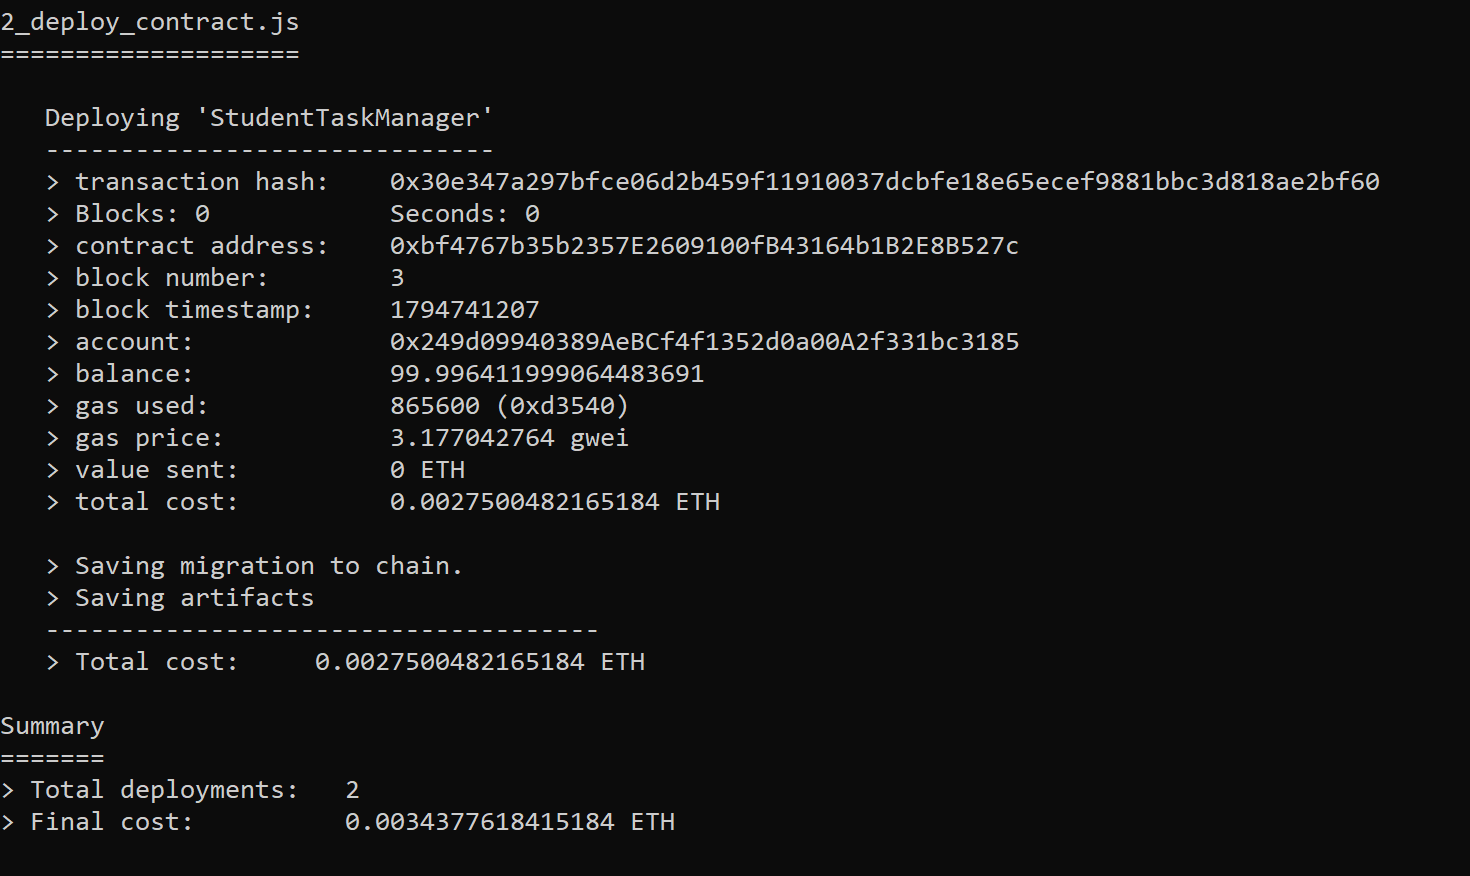 2_deploy_contract.js
====================
Deploying 'StudentTaskManager'
------------------------------
> transaction hash:    0x30e347a297bfce06d2b459f11910037dcbfe18e65ecef9881bbc3d818ae2bf60
> Blocks: 0            Seconds: 0
> contract address:    0xbf4767b35b2357E2609100fB43164b1B2E8B527c
> block number:        3
> block timestamp:     1794741207
> account:             0x249d09940389AeBCf4f1352d0a00A2f331bc3185
> balance:             99.996411999064483691
> gas used:            865600 (0xd3540)
> gas price:           3.177042764 gwei
> value sent:          0 ETH
> total cost:          0.0027500482165184 ETH
> Saving migration to chain.
> Saving artifacts
-------------------------------------
> Total cost:     0.0027500482165184 ETH
Summary
=======
> Total deployments:   2
> Final cost:          0.0034377618415184 ETH